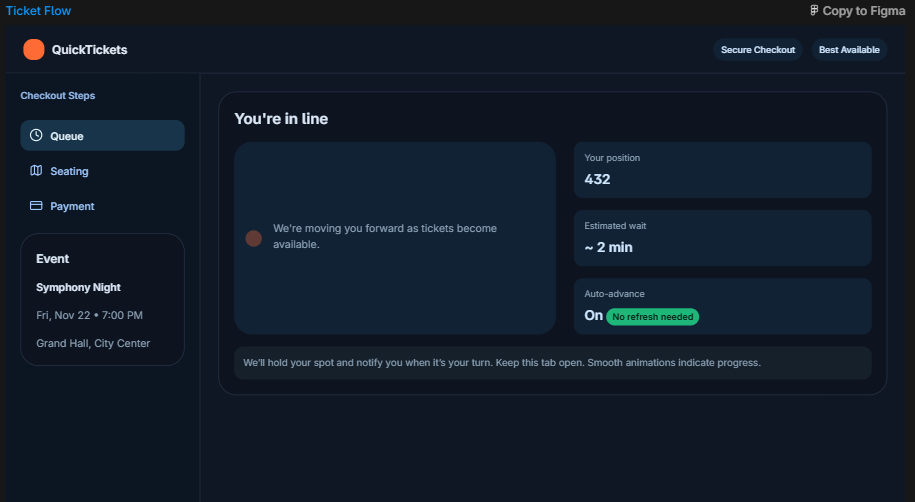 Ticket Flow
Copy to Figma
QuickTickets
Secure Checkout
Best Available
Checkout Steps
Queue
Seating
Payment
Event
Symphony Night
Fri, Nov 22 • 7:00 PM
Grand Hall, City Center
You're in line
We're moving you forward as tickets become
available.
Your position
432
Estimated wait
~ 2 min
Auto-advance
On No refresh needed
We'll hold your spot and notify you when it's your turn. Keep this tab open. Smooth animations indicate progress.